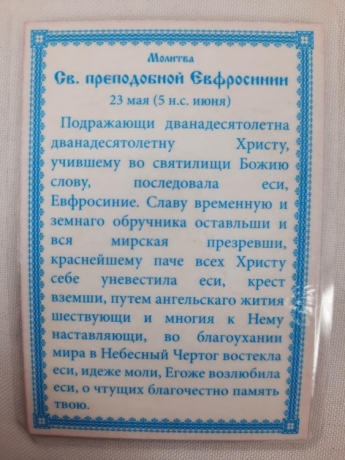 Молитва
Св. преподобной Евфросинии
23 мая (5 н.с. июня)
Подражающи дванадесятолетна
дванадесятолетну Христу,
учившему во святилищи Божию
слову, последовала еси,
Евфросиние. Славу временную и
земнаго обручника оставльши и
вся мирская презревши,
краснейшему паче всех Христу
себе уневестила еси, крест
вземши, путем ангельскаго жития
шествующи и многия к Нему
наставляющи, во благоухании
мира в Небесный Чертог востекла
еси, идеже моли, Егоже возлюбила
еси, о чтущих благочестно память
твою.